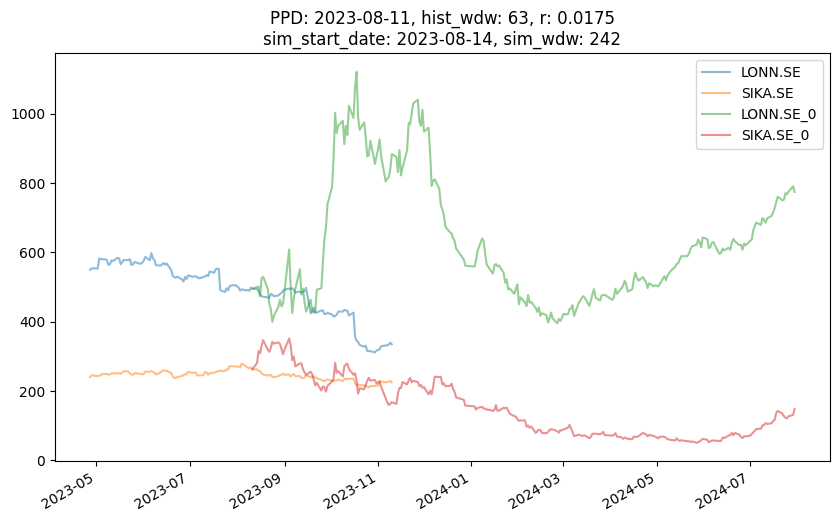 PPD: 2023-08-11, hist_wdw: 63, r: 0.0175
sim_start_date: 2023-08-14, sim_wdw: 242
LONN.SE
SIKA.SE
LONN.SE_0
SIKA.SE_0
1000
800
600
400
200
0
2023-05
2023-07
2023-09
2023-11
2024-01
2024-03
2024-05
2024-07